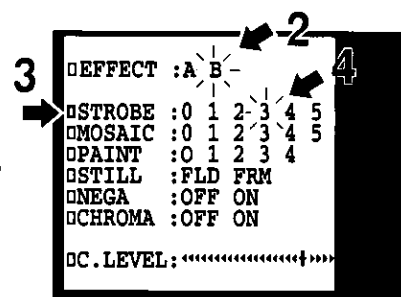 2
4
3
▯EFFECT :A B
▯STROBE :0 1 2 3 4 5
▯MOSAIC :0 1 2 3 4 5
▯PAINT :0 1 2 3 4
▯STILL :FLD FRM
▯NEGA :OFF ON
▯CHROMA :OFF ON
▯C.LEVEL: